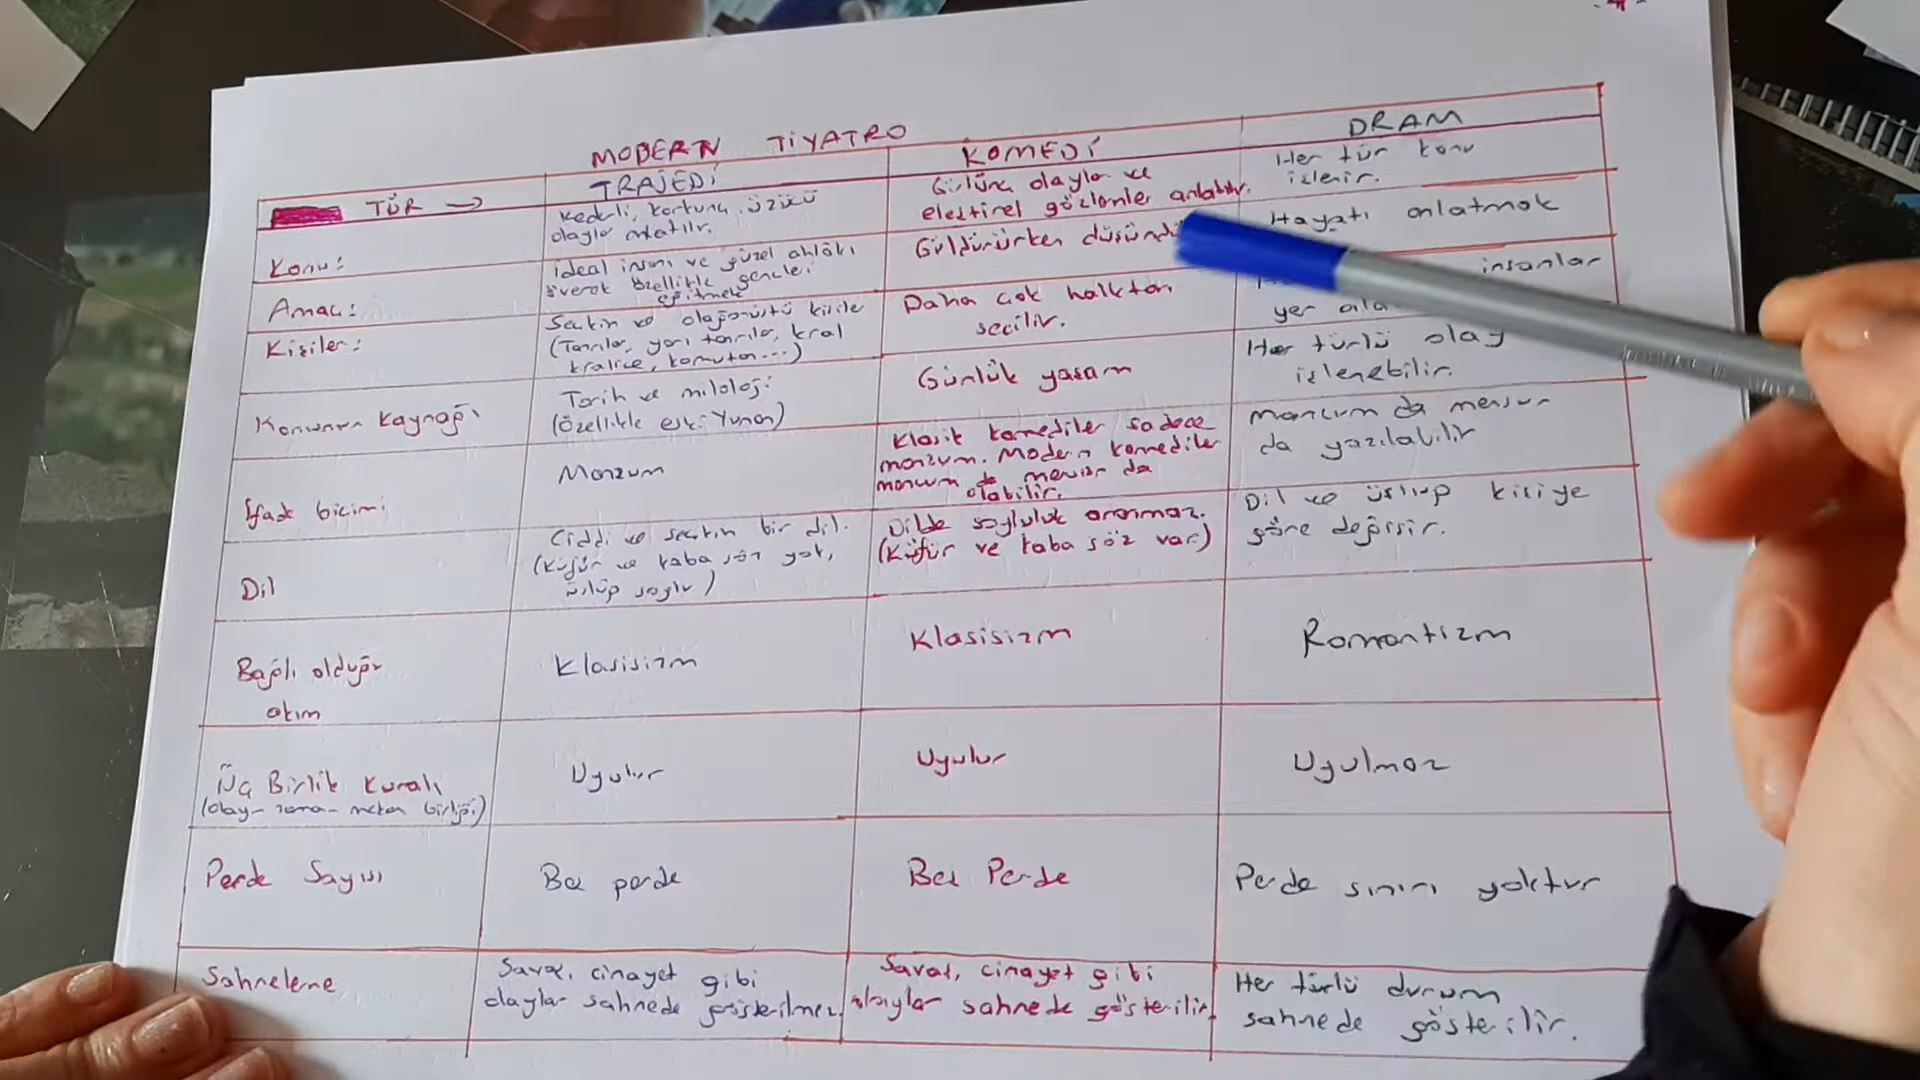 MODERN TİYATRO
TÜR → TRAJEDİ KOMEDİ DRAM
Konu:
Kederli, korkunç, üzücü
olaylar anlatılır.
Gülünç olaylar ve
eleştirel gözlemler anlatılır.
Her tür konu
işlenir.
Amaç:
İdeal insanı ve güzel ahlâkı
överek özellikle gençleri
eğitmek
Güldürürken
Hayatı anlatmak
Kişiler:
Seçkin ve olağanüstü kişiler
(Tanrılar, yarı tanrılar, kral
kraliçe, komutan...)
Daha çok halktan
seçilir.
insanlar
yer
Konunun Kaynağı
Tarih ve mitoloji
(Özellikle eski Yunan)
Günlük yaşam
Her türlü olay
işlenebilir.
İfade biçimi
Manzum
Klasik komediler sadece
manzum. Modern komediler
manzum da mensur da
olabilir.
manzum da mensur
da yazılabilir
Dil
Ciddi ve seçkin bir dil.
(Küfür ve kaba söz yok,
üslüp soylu)
Dilde soyluluk aranmaz.
(Küfür ve kaba söz var)
Dil ve üslup kişiye
göre değişir.
Bağlı olduğu
akım
Klasisizm
Klasisizm
Romantizm
Üç Birlik Kuralı
(olay-zaman-mekan birliği)
Uyulur
Uyulur
Uyulmaz
Perde Sayısı
Beş perde
Beş Perde
Perde sınırı yoktur
Sahneleme
Savaş, cinayet gibi
olaylar sahnede gösterilmez.
Savaş, cinayet gibi
olaylar sahnede gösterilir.
Her türlü durum
sahnede gösterilir.